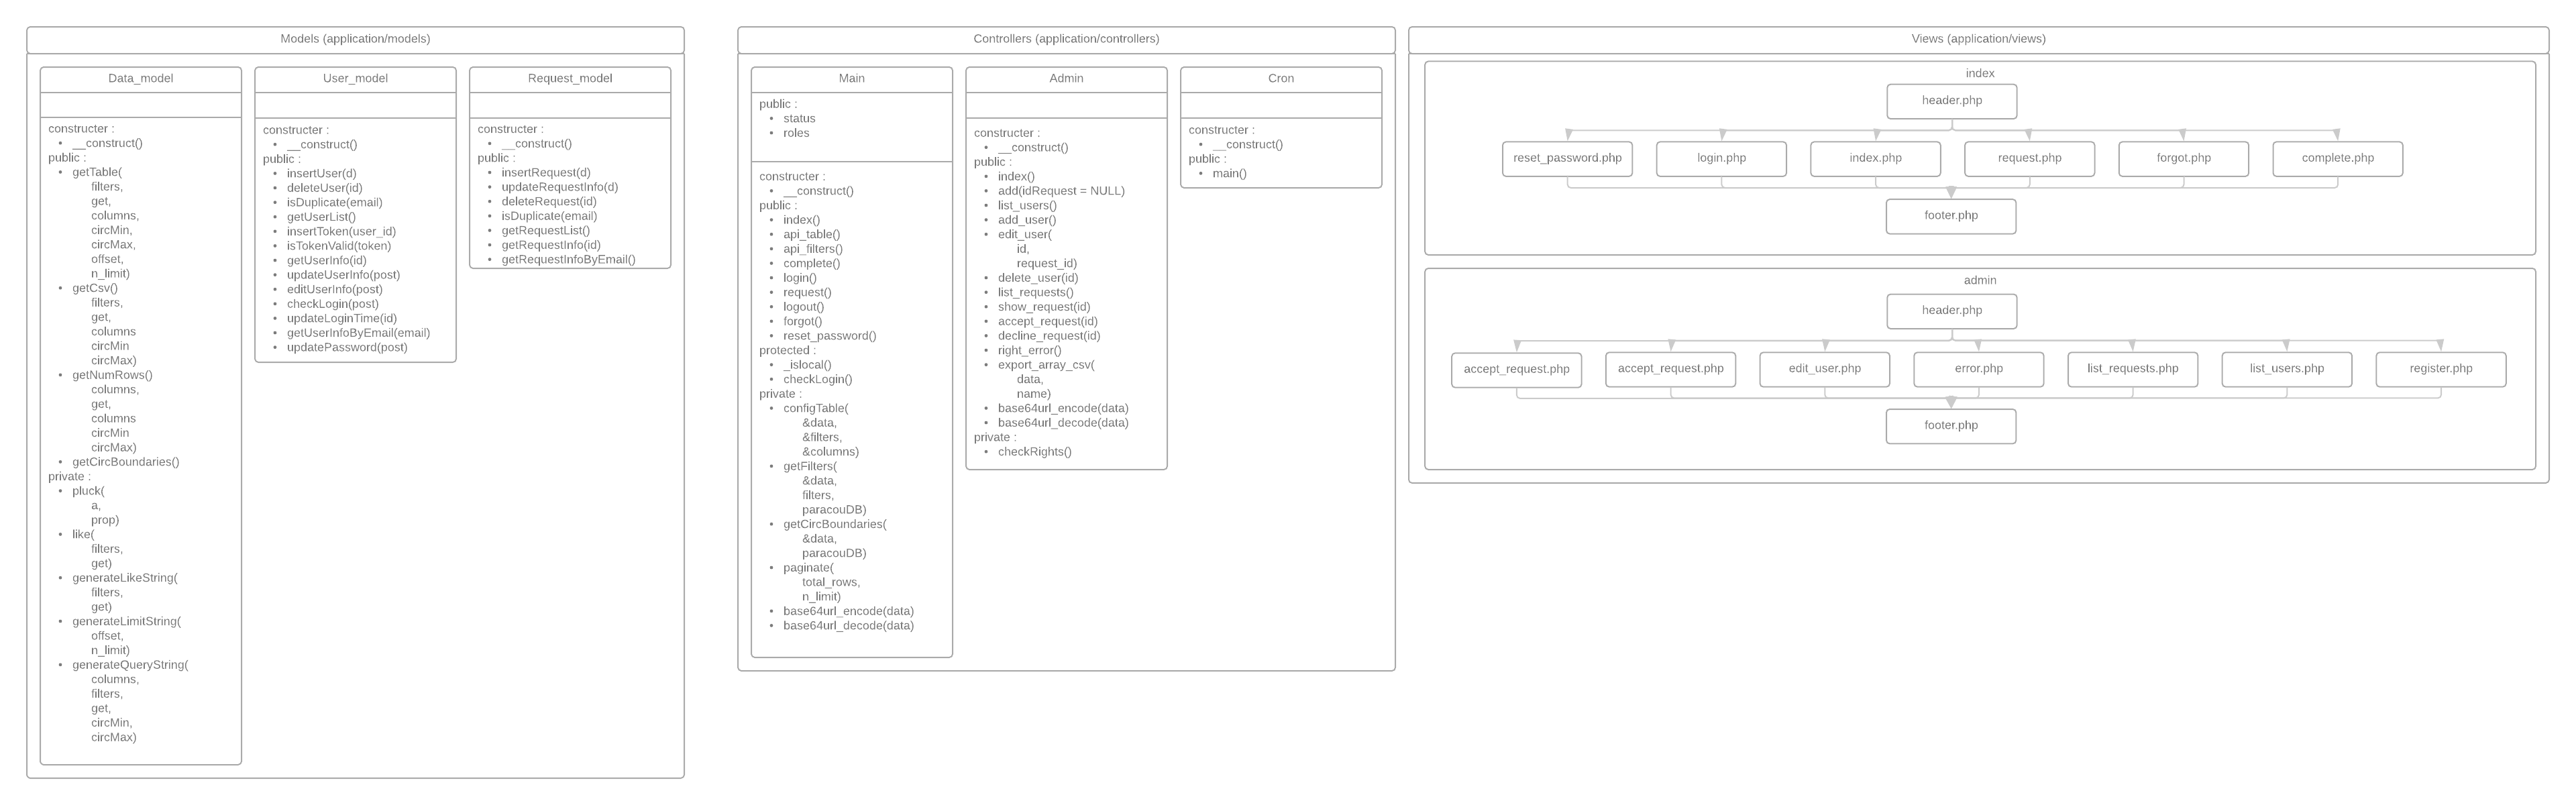 Models (application/models)
Data_model
constructer :
• __construct()
public :
• getTable(
filters,
get,
columns,
circMin,
circMax,
offset,
n_limit)
• getCsv()
filters,
get,
columns
circMin
circMax)
• getNumRows()
columns,
get,
columns
circMin
circMax)
• getCircBoundaries()
private :
• pluck(
a,
prop)
• like(
filters,
get)
• generateLikeString(
filters,
get)
• generateLimitString(
offset,
n_limit)
• generateQueryString(
columns,
filters,
get,
circMin,
circMax)
User_model
constructer :
• __construct()
public :
• insertUser(d)
• deleteUser(id)
• isDuplicate(email)
• getUserList()
• insertToken(user_id)
• isTokenValid(token)
• getUserInfo(id)
• updateUserInfo(post)
• editUserInfo(post)
• checkLogin(post)
• updateLoginTime(id)
• getUserInfoByEmail(email)
• updatePassword(post)
Request_model
constructer :
• __construct()
public :
• insertRequest(d)
• updateRequestInfo(d)
• deleteRequest(id)
• isDuplicate(email)
• getRequestList()
• getRequestInfo(id)
• getRequestInfoByEmail()
Controllers (application/controllers)
Main
public :
• status
• roles
constructer :
• __construct()
public :
• index()
• api_table()
• api_filters()
• complete()
• login()
• request()
• logout()
• forgot()
• reset_password()
protected :
• _islocal()
• checkLogin()
private :
• configTable(
&data,
&filters,
&columns)
• getFilters(
&data,
filters,
paracouDB)
• getCircBoundaries(
&data,
paracouDB)
• paginate(
total_rows,
n_limit)
• base64url_encode(data)
• base64url_decode(data)
Admin
constructer :
• __construct()
public :
• index()
• add(idRequest = NULL)
• list_users()
• add_user()
• edit_user(
id,
request_id)
• delete_user(id)
• list_requests()
• show_request(id)
• accept_request(id)
• decline_request(id)
• right_error()
• export_array_csv(
data,
name)
• base64url_encode(data)
• base64url_decode(data)
private :
• checkRights()
Cron
constructer :
• __construct()
public :
• main()
Views (application/views)
index
header.php
reset_password.php
login.php
index.php
request.php
forgot.php
complete.php
footer.php
admin
header.php
accept_request.php
accept_request.php
edit_user.php
error.php
list_requests.php
list_users.php
register.php
footer.php